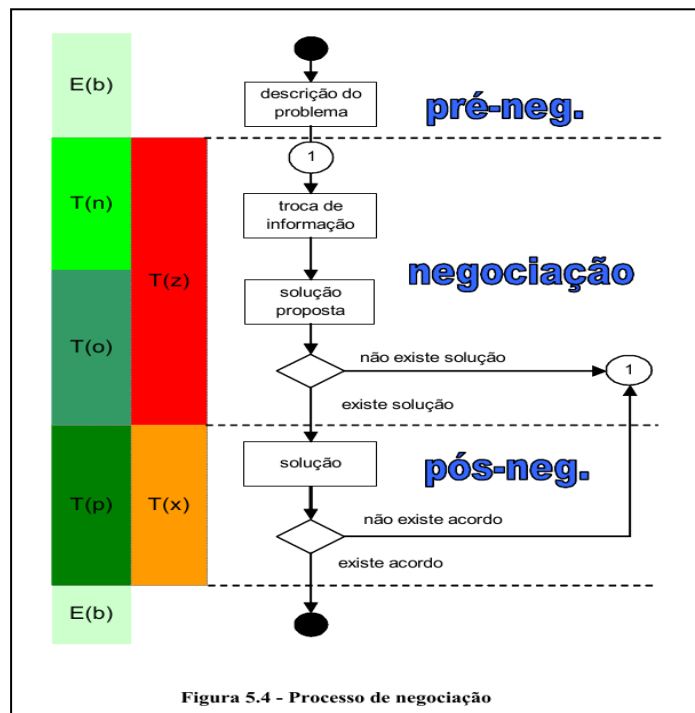 E(b)
descrição do
problema
pré-neg.
1
T(n)
troca de
informação
T(z)
negociação
solução
proposta
T(o)
não existe solução
1
existe solução
solução
pós-neg.
T(p)
T(x)
não existe acordo
existe acordo
E(b)
Figura 5.4 - Processo de negociação